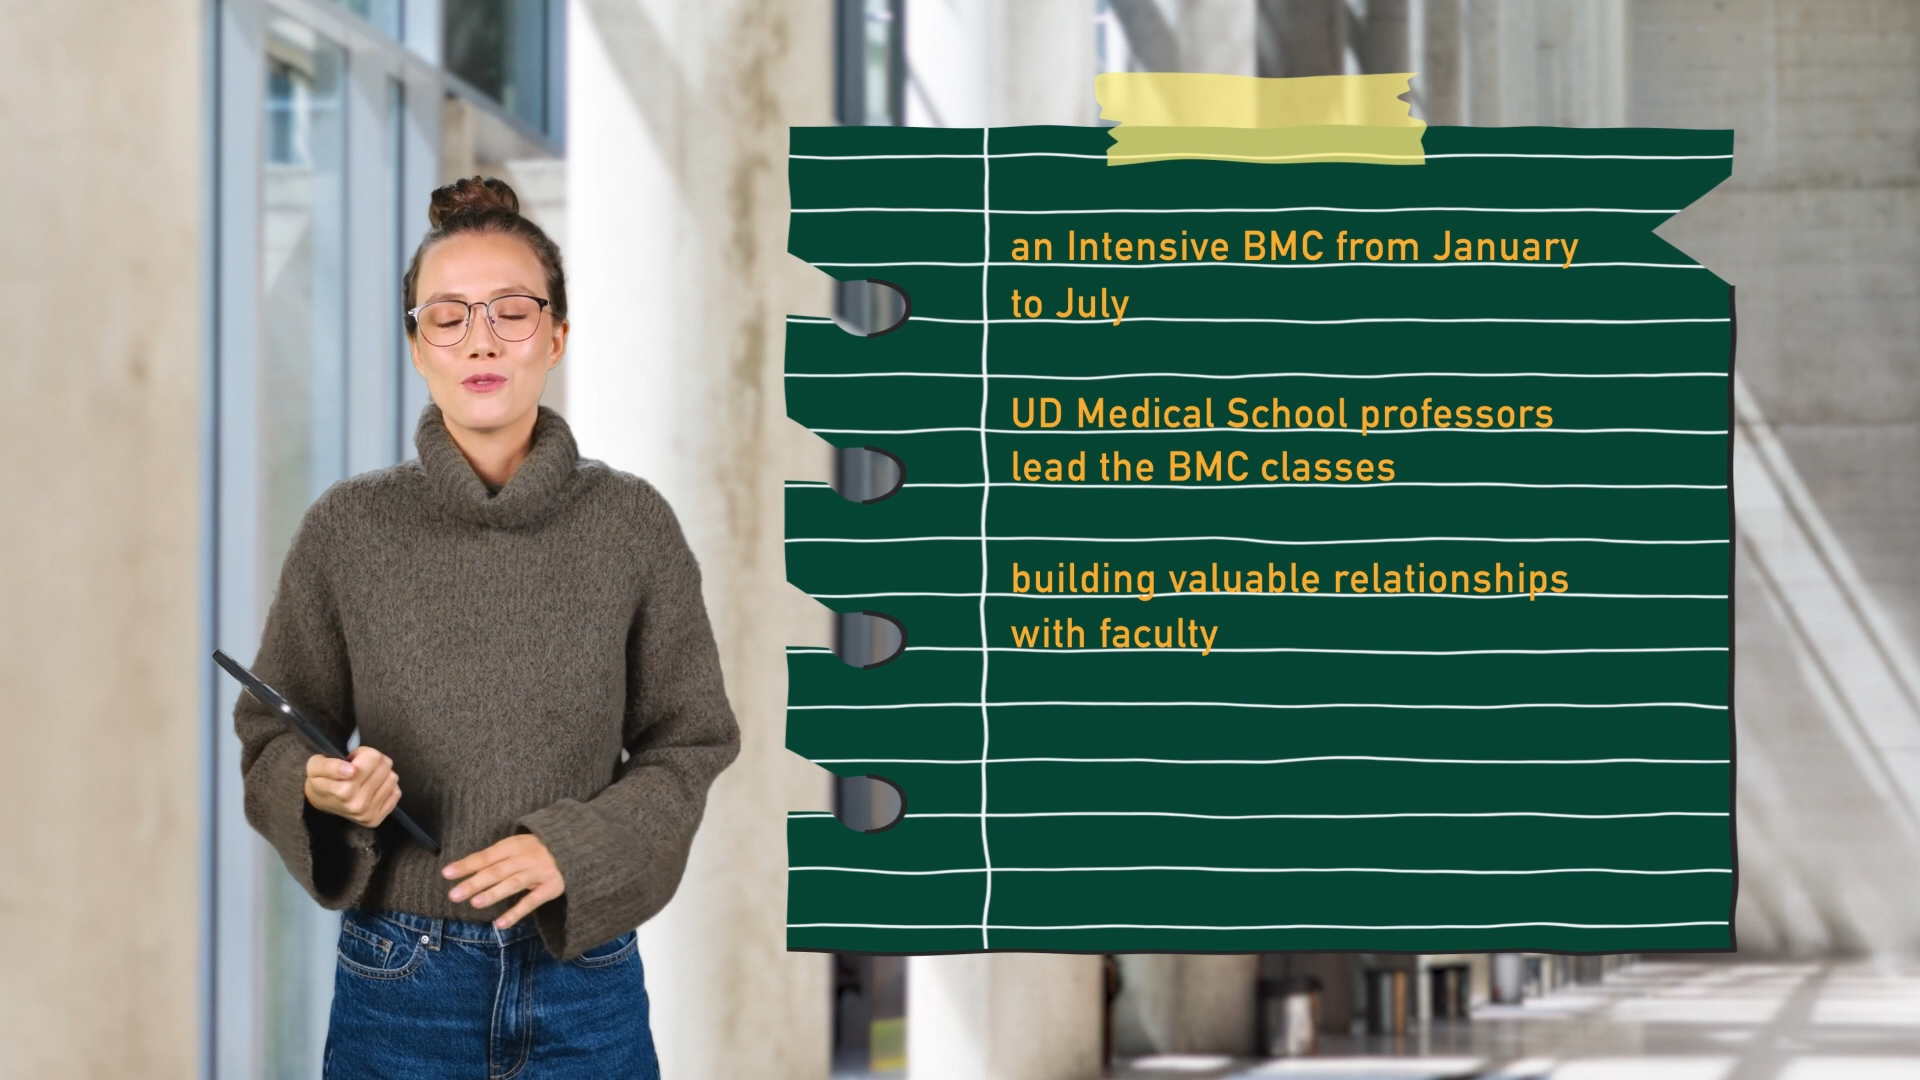 an Intensive BMC from January
to July
UD Medical School professors
lead the BMC classes
building valuable relationships
with faculty